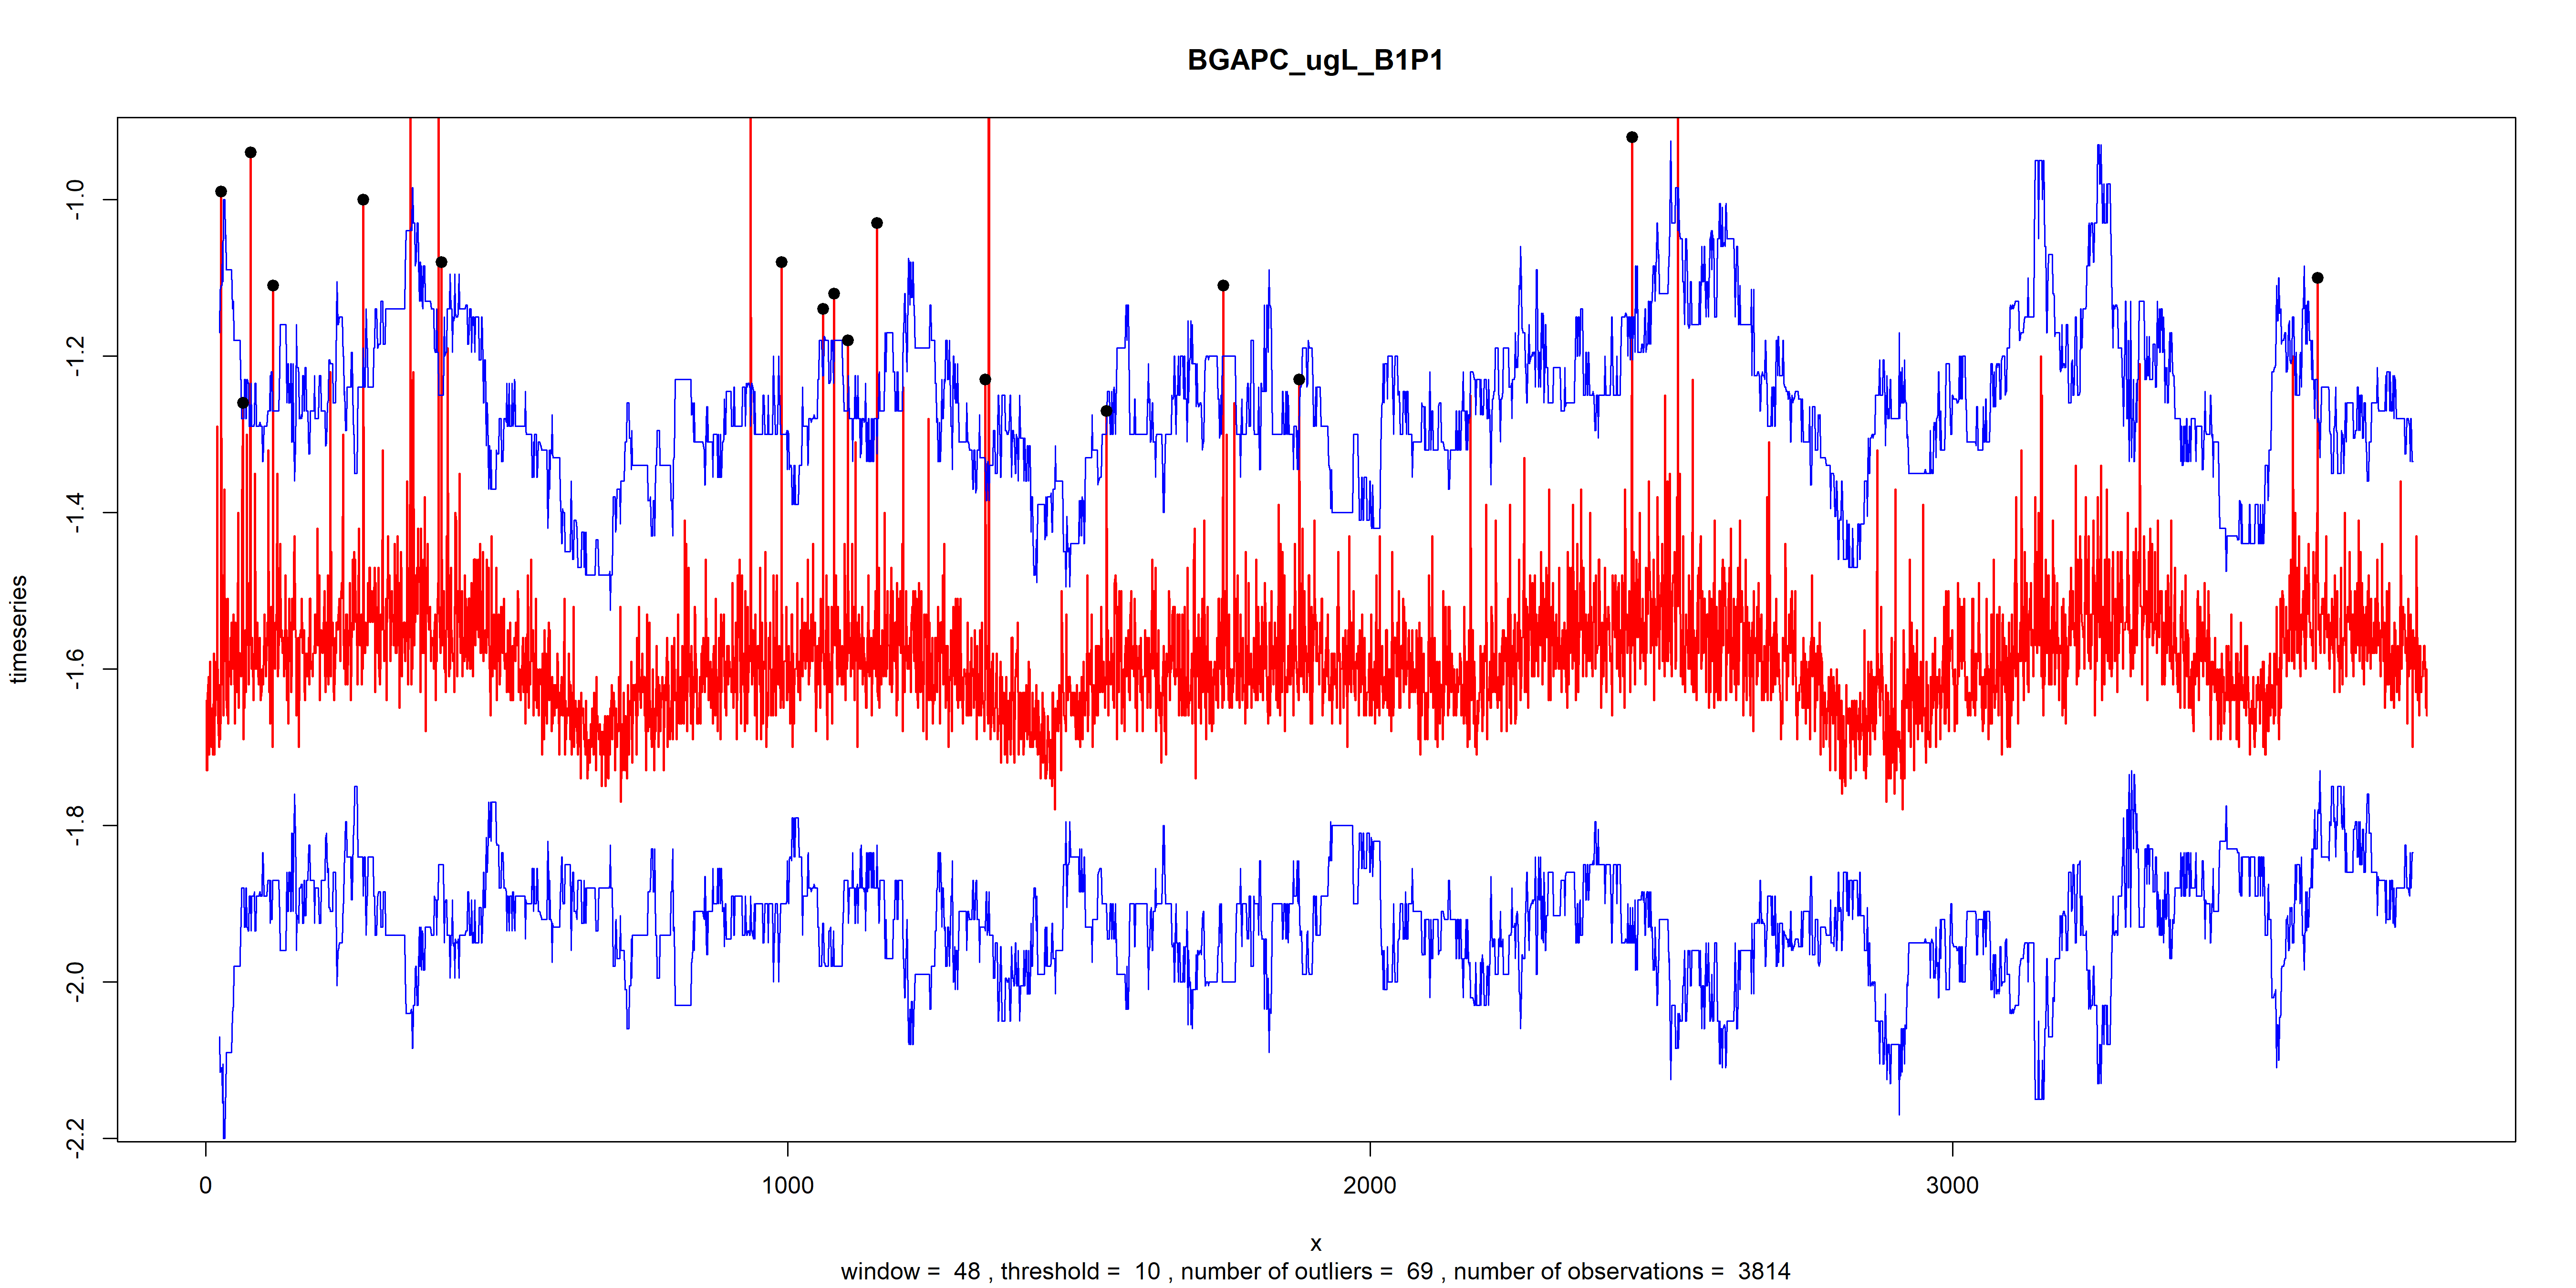 BGAPC_ugL_B1P1
timeseries
-1.0
-1.2
-1.4
-1.6
-1.8
-2.0
-2.2
0 1000 2000 3000
x
window = 48 , threshold = 10 , number of outliers = 69 , number of observations = 3814